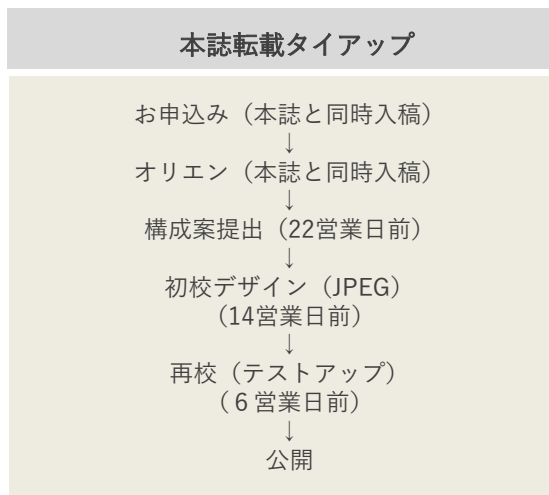 本誌転載タイアップ
お申込み（本誌と同時入稿）
↓
オリエン（本誌と同時入稿）
↓
構成案提出（22営業日前）
↓
初校デザイン（JPEG）
（14営業日前）
↓
再校（テストアップ）
（６営業日前）
↓
公開